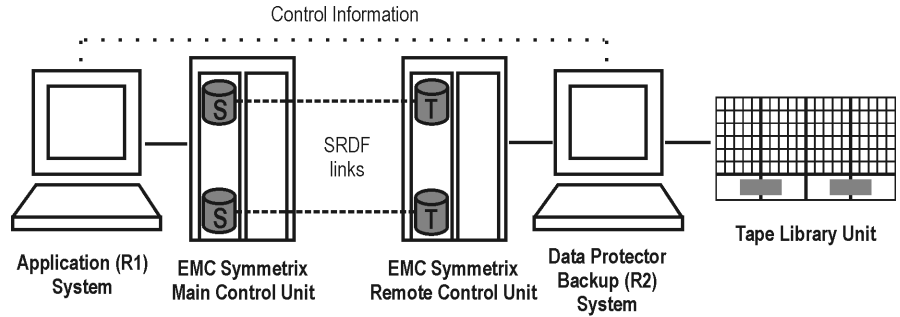 Control Information
S
T
SRDF
links
S
T
Application (R1)
System
EMC Symmetrix
Main Control Unit
EMC Symmetrix
Remote Control Unit
Data Protector
Backup (R2)
System
Tape Library Unit